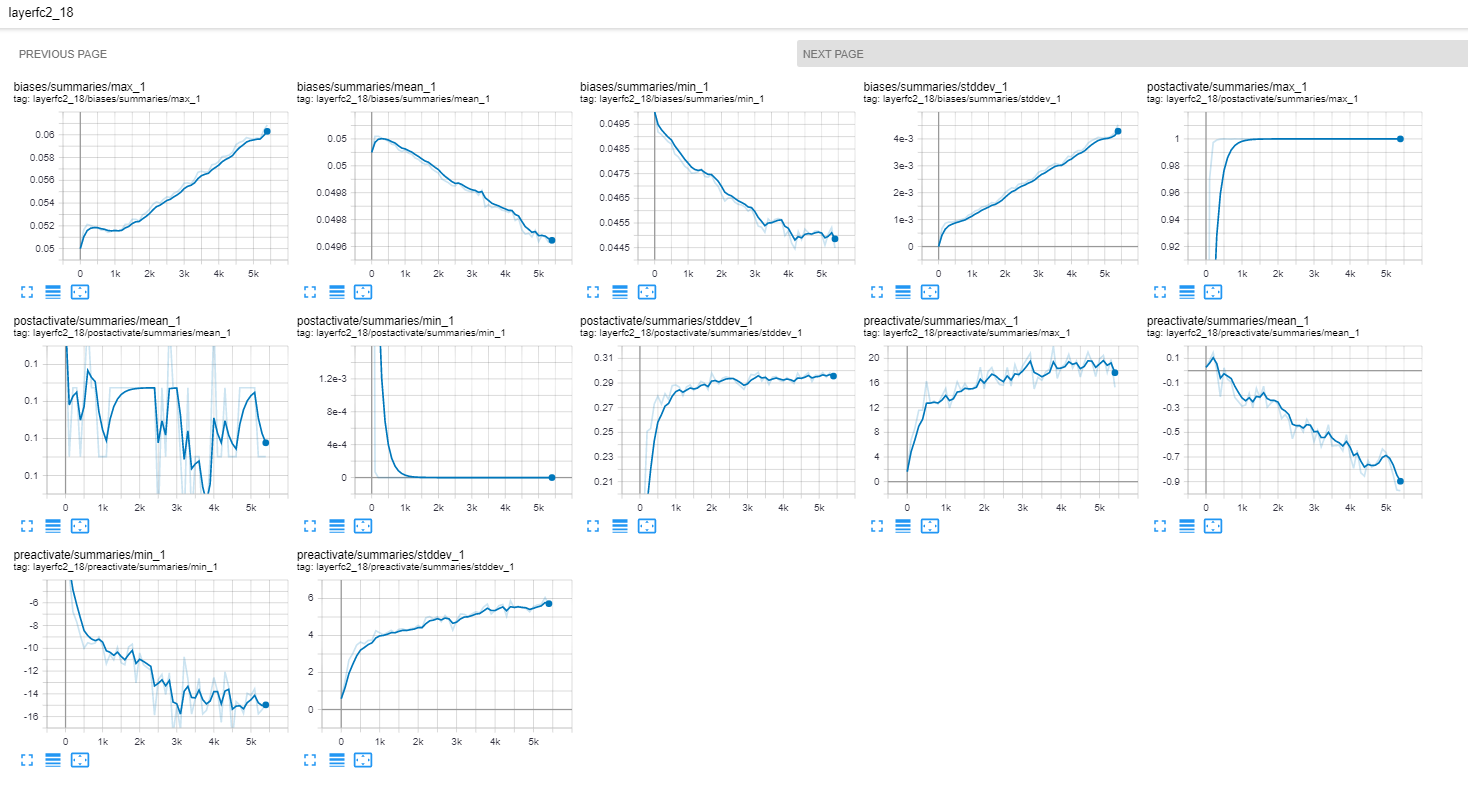 layerfc2_18
PREVIOUS PAGE
NEXT PAGE
biases/summaries/max_1
tag: layerfc2_18/biases/summaries/max_1
0.06
0.058
0.056
0.054
0.052
0.05
0 1k 2k 3k 4k 5k
biases/summaries/mean_1
tag: layerfc2_18/biases/summaries/mean_1
0.05
0.05
0.0498
0.0498
0.0496
0 1k 2k 3k 4k 5k
biases/summaries/min_1
tag: layerfc2_18/biases/summaries/min_1
0.0495
0.0485
0.0475
0.0465
0.0455
0.0445
0 1k 2k 3k 4k 5k
biases/summaries/stddev_1
tag: layerfc2_18/biases/summaries/stddev_1
4e-3
3e-3
2e-3
1e-3
0
0 1k 2k 3k 4k 5k
postactivate/summaries/max_1
tag: layerfc2_18/postactivate/summaries/max_1
1
0.98
0.96
0.94
0.92
0 1k 2k 3k 4k 5k
postactivate/summaries/mean_1
tag: layerfc2_18/postactivate/summaries/mean_1
0.1
0.1
0.1
0.1
0 1k 2k 3k 4k 5k
postactivate/summaries/min_1
tag: layerfc2_18/postactivate/summaries/min_1
1.2e-3
8e-4
4e-4
0
0 1k 2k 3k 4k 5k
postactivate/summaries/stddev_1
tag: layerfc2_18/postactivate/summaries/stddev_1
0.31
0.29
0.27
0.25
0.23
0.21
0 1k 2k 3k 4k 5k
preactivate/summaries/max_1
tag: layerfc2_18/preactivate/summaries/max_1
20
16
12
8
4
0
0 1k 2k 3k 4k 5k
preactivate/summaries/mean_1
tag: layerfc2_18/preactivate/summaries/mean_1
0.1
-0.1
-0.3
-0.5
-0.7
-0.9
0 1k 2k 3k 4k 5k
preactivate/summaries/min_1
tag: layerfc2_18/preactivate/summaries/min_1
-6
-8
-10
-12
-14
-16
0 1k 2k 3k 4k 5k
preactivate/summaries/stddev_1
tag: layerfc2_18/preactivate/summaries/stddev_1
6
4
2
0
0 1k 2k 3k 4k 5k